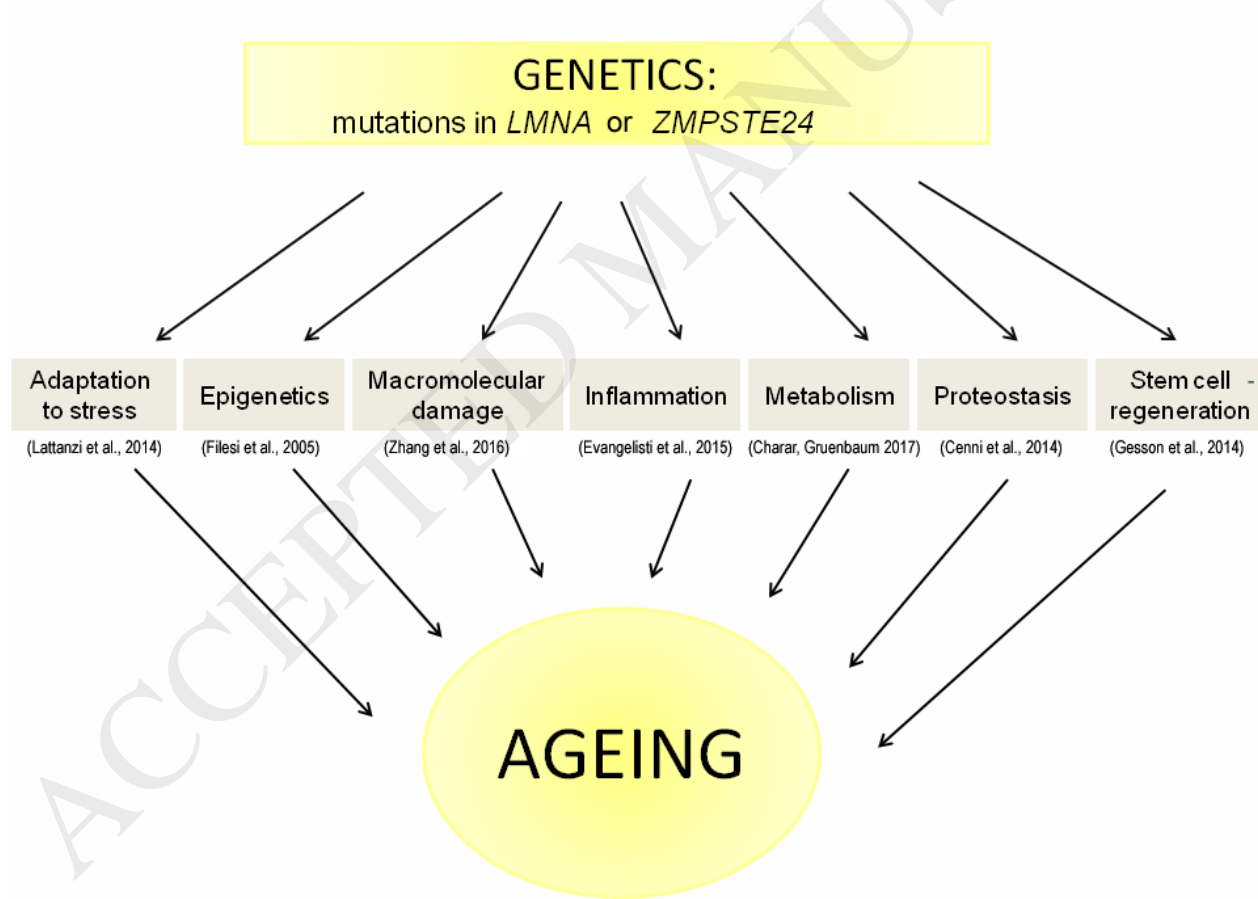 GENETICS:
mutations in LMNA or ZMPSTE24
Adaptation
to stress
(Lattanzi et al., 2014)
Epigenetics
(Filesi et al., 2005)
Macromolecular
damage
(Zhang et al., 2016)
Inflammation
(Evangelisti et al., 2015)
Metabolism
(Charar, Gruenbaum 2017)
Proteostasis
(Cenni et al., 2014)
Stem cell -
regeneration
(Gesson et al., 2014)
AGEING
ACCEPTED MANUS